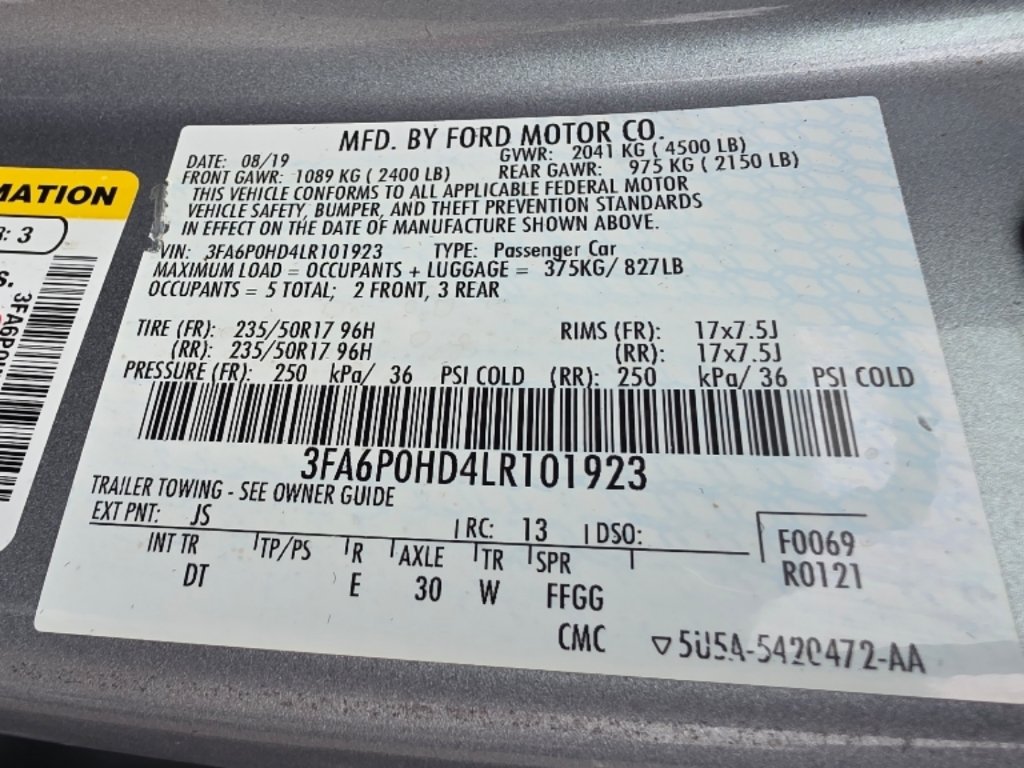 MFD. BY FORD MOTOR CO.
DATE: 08/19 GVWR: 2041 KG ( 4500 LB)
FRONT GAWR: 1089 KG ( 2400 LB) REAR GAWR: 975 KG ( 2150 LB)
THIS VEHICLE CONFORMS TO ALL APPLICABLE FEDERAL MOTOR
VEHICLE SAFETY, BUMPER, AND THEFT PREVENTION STANDARDS
IN EFFECT ON THE DATE OF MANUFACTURE SHOWN ABOVE.
VIN: 3FA6P0HD4LR101923 TYPE: Passenger Car
MAXIMUM LOAD = OCCUPANTS + LUGGAGE = 375KG/ 827LB
OCCUPANTS = 5 TOTAL; 2 FRONT, 3 REAR
TIRE (FR): 235/50R17 96H RIMS (FR): 17x7.5J
(RR): 235/50R17 96H (RR): 17x7.5J
PRESSURE (FR): 250 kPa/ 36 PSI COLD (RR): 250 kPa/ 36 PSI COLD
3FA6P0HD4LR101923
TRAILER TOWING - SEE OWNER GUIDE
EXT PNT: JS RC: 13 DSO:
INT TR TP/PS R AXLE TR SPR
DT E 30 W FFGG
CMC
F0069
R0121
▽5U5A-5420472-AA
MATION
: 3
S.
3FA6P0